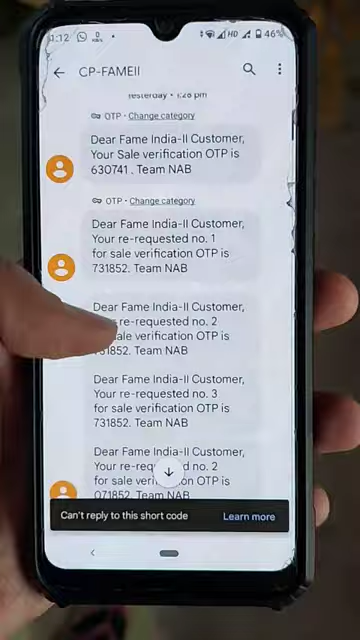 1:12
HD 46%
CP-FAMEII
Yesterday • 1:28 pm
OTP • Change category
Dear Fame India-II Customer,
Your Sale verification OTP is
630741 . Team NAB
OTP • Change category
Dear Fame India-II Customer,
Your re-requested no. 1
for sale verification OTP is
731852. Team NAB
Dear Fame India-II Customer,
re-requested no. 2
sale verification OTP is
731852. Team NAB
Dear Fame India-II Customer,
Your re-requested no. 3
for sale verification OTP is
731852. Team NAB
Dear Fame India-II Customer,
Your re-requested no. 2
for sale verification OTP is
071852. Team NAB
Can't reply to this short code Learn more